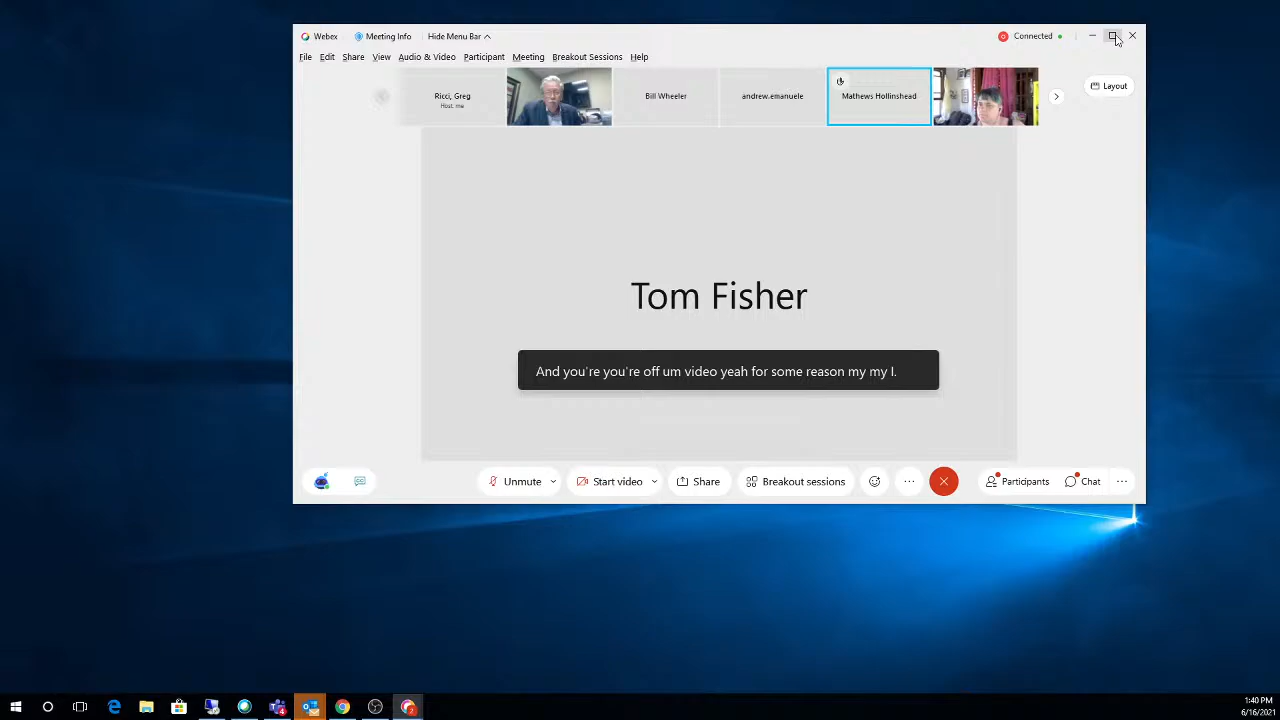 Webex Meeting Info Hide Menu Bar Connected
File Edit Share View Audio & Video Participant Meeting Breakout Sessions Help
Ricci, Greg
Host: me
Bill Wheeler
andrew.emanuele
Mathews Hollinshead
Layout
Tom Fisher
And you're you're off um video yeah for some reason my my I.
Unmute Start video Share Breakout sessions Participants Chat
1:40 PM
6/16/2021